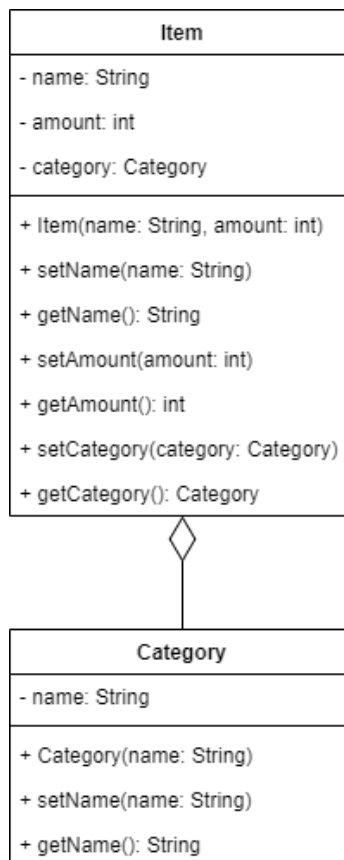 Item
- name: String
- amount: int
- category: Category
+ Item(name: String, amount: int)
+ setName(name: String)
+ getName(): String
+ setAmount(amount: int)
+ getAmount(): int
+ setCategory(category: Category)
+ getCategory(): Category
Category
- name: String
+ Category(name: String)
+ setName(name: String)
+ getName(): String